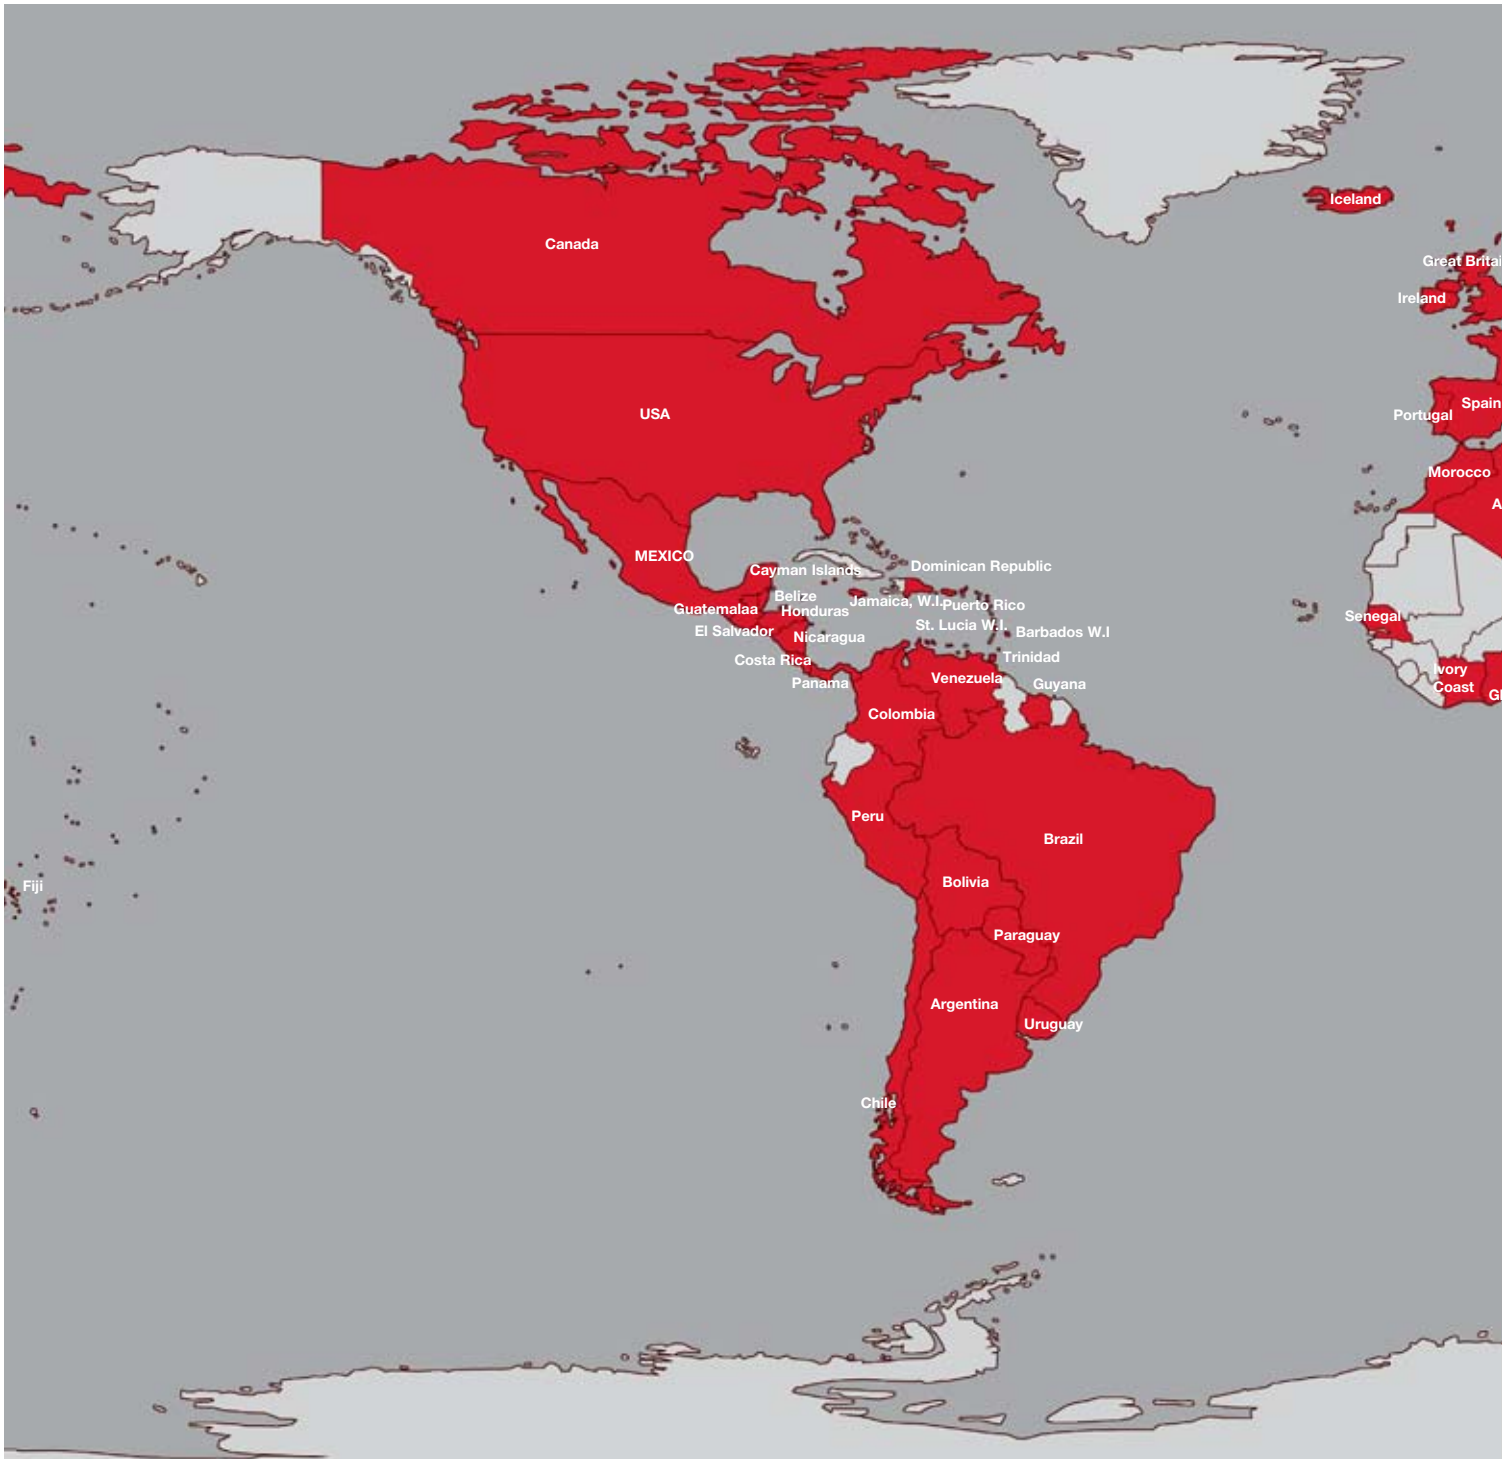 Iceland
Canada
Great Britai
Ireland
USA
Spain
Portugal
Morocco
A
MEXICO
Cayman Islands
Dominican Republic
Belize
Jamaica, W.I.
Puerto Rico
Guatemalaa
Honduras
Senegal
St. Lucia W.I.
El Salvador
Barbados W.I
Nicaragua
Costa Rica
Trinidad
Ivory
Coast
Venezuela
Panama
Guyana
Gl
Colombia
Peru
Brazil
Bolivia
Fiji
Paraguay
Argentina
Uruguay
Chile